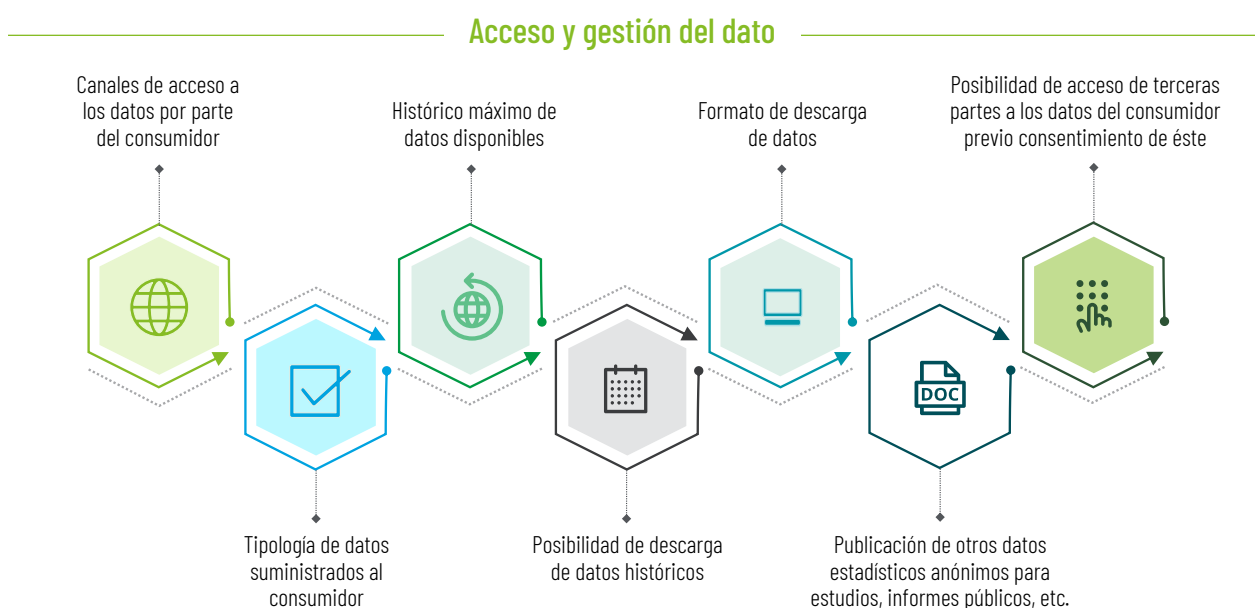 Acceso y gestión del dato
Canales de acceso a
los datos por parte
del consumidor
Histórico máximo de
datos disponibles
Formato de descarga
de datos
Posibilidad de acceso de terceras
partes a los datos del consumidor
previo consentimiento de éste
DOC
Tipología de datos
suministrados al
consumidor
Posibilidad de descarga
de datos históricos
Publicación de otros datos
estadísticos anónimos para
estudios, informes públicos, etc.